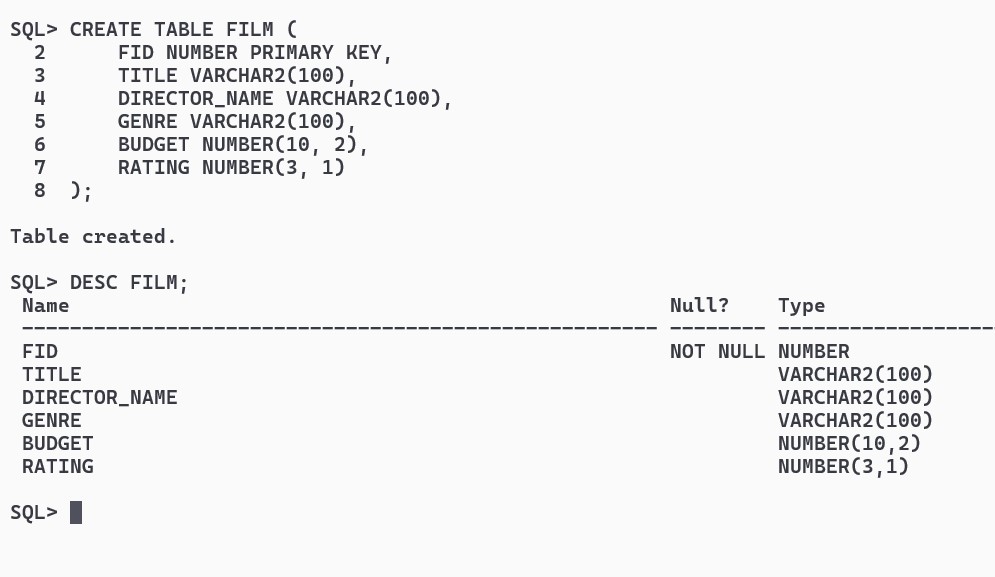 SQL> CREATE TABLE FILM (
  2      FID NUMBER PRIMARY KEY,
  3      TITLE VARCHAR2(100),
  4      DIRECTOR_NAME VARCHAR2(100),
  5      GENRE VARCHAR2(100),
  6      BUDGET NUMBER(10, 2),
  7      RATING NUMBER(3, 1)
  8  );
Table created.
SQL> DESC FILM;
 Name                                                  Null?    Type
 ----------------------------------------------------- -------- ------------------
 FID                                                   NOT NULL NUMBER
 TITLE                                                          VARCHAR2(100)
 DIRECTOR_NAME                                                  VARCHAR2(100)
 GENRE                                                          VARCHAR2(100)
 BUDGET                                                         NUMBER(10,2)
 RATING                                                         NUMBER(3,1)
SQL>